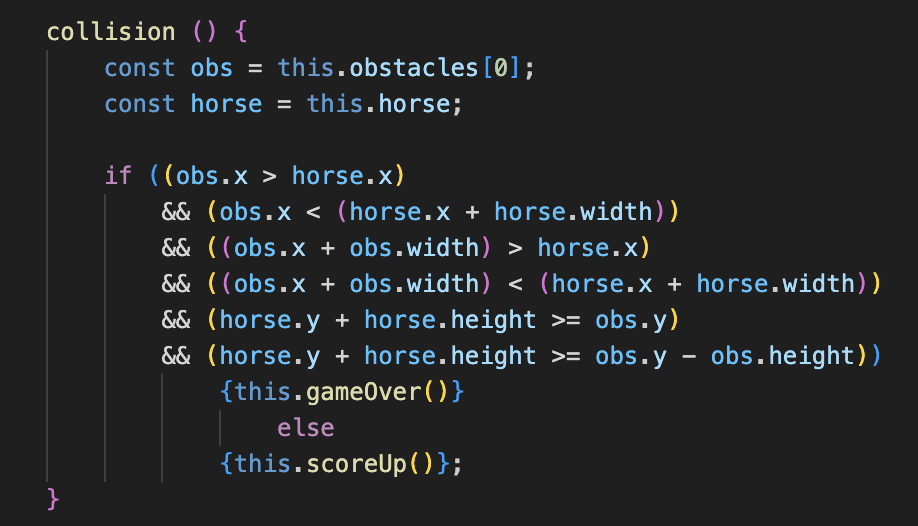 collision () {
const obs = this.obstacles[0];
const horse = this.horse;
if ((obs.x > horse.x)
&& (obs.x < (horse.x + horse.width))
&& ((obs.x + obs.width) > horse.x)
&& ((obs.x + obs.width) < (horse.x + horse.width))
&& (horse.y + horse.height >= obs.y)
&& (horse.y + horse.height >= obs.y - obs.height))
{this.gameOver()}
else
{this.scoreUp()};
}